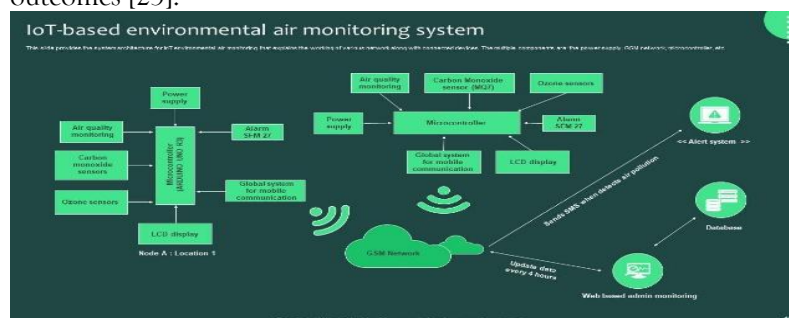 outcomes [25].
IoT-based environmental air monitoring system
This slide provides the system architecture for IoT environmental air monitoring that explains the working of various network along with connected devices. The multiple components are the power supply, GSM network, microcontroller, etc
Power
supply
Air quality
monitoring
Carbon
monoxide
sensors
Ozone sensors
Microcontroller
(ARDUINO UNO R3)
Alarm
SFM 27
Global system
for mobile
communication
LCD display
Node A : Location 1
Air quality
monitoring
Carbon Monoxide
sensor (MQ7)
Ozone sensors
Power
supply
Microcontroller
Alarm
SFM 27
Global system
for mobile
communication
LCD display
GSM Network
Sends SMS when detects air pollution
Update data
every 4 hours
<< Alert system >>
Database
Web based admin monitoring